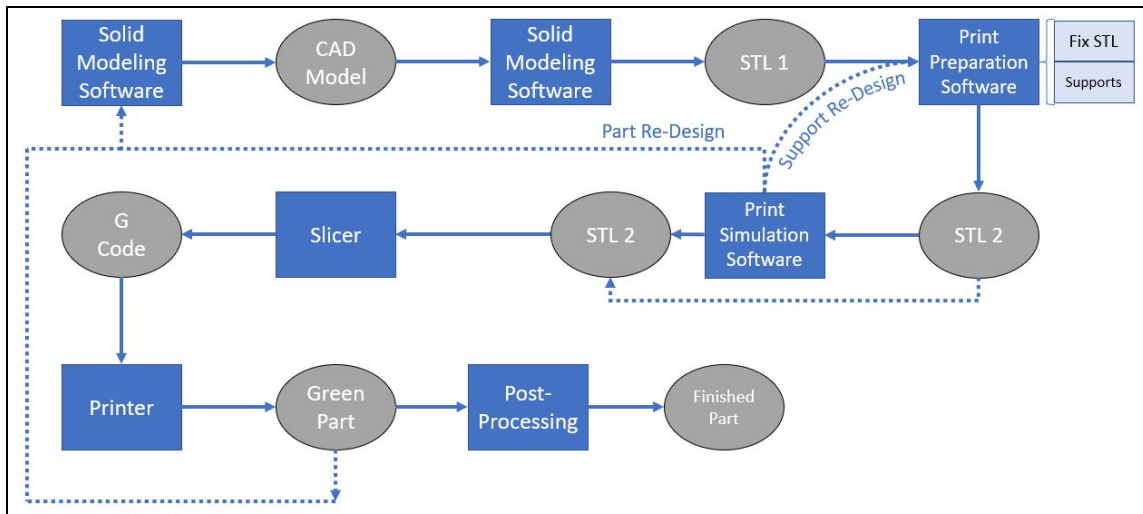 Solid
Modeling
Software
CAD
Model
Solid
Modeling
Software
STL 1
Print
Preparation
Software
Fix STL
Supports
Part Re-Design
Support Re-Design
G
Code
Slicer
STL 2
Print
Simulation
Software
STL 2
Printer
Green
Part
Post-
Processing
Finished
Part